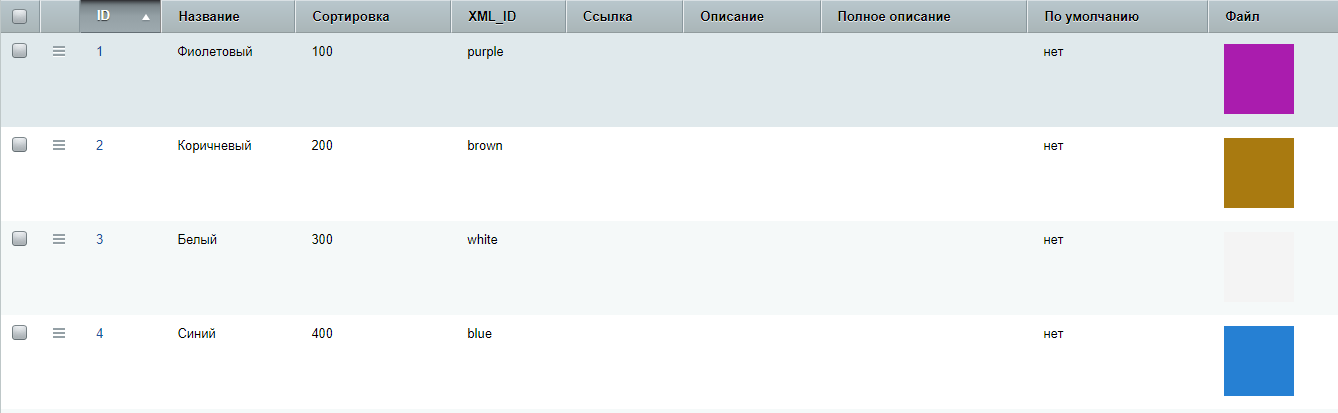 ID Название Сортировка XML_ID Ссылка Описание Полное описание По умолчанию Файл
1 Фиолетовый 100 purple нет
2 Коричневый 200 brown нет
3 Белый 300 white нет
4 Синий 400 blue нет